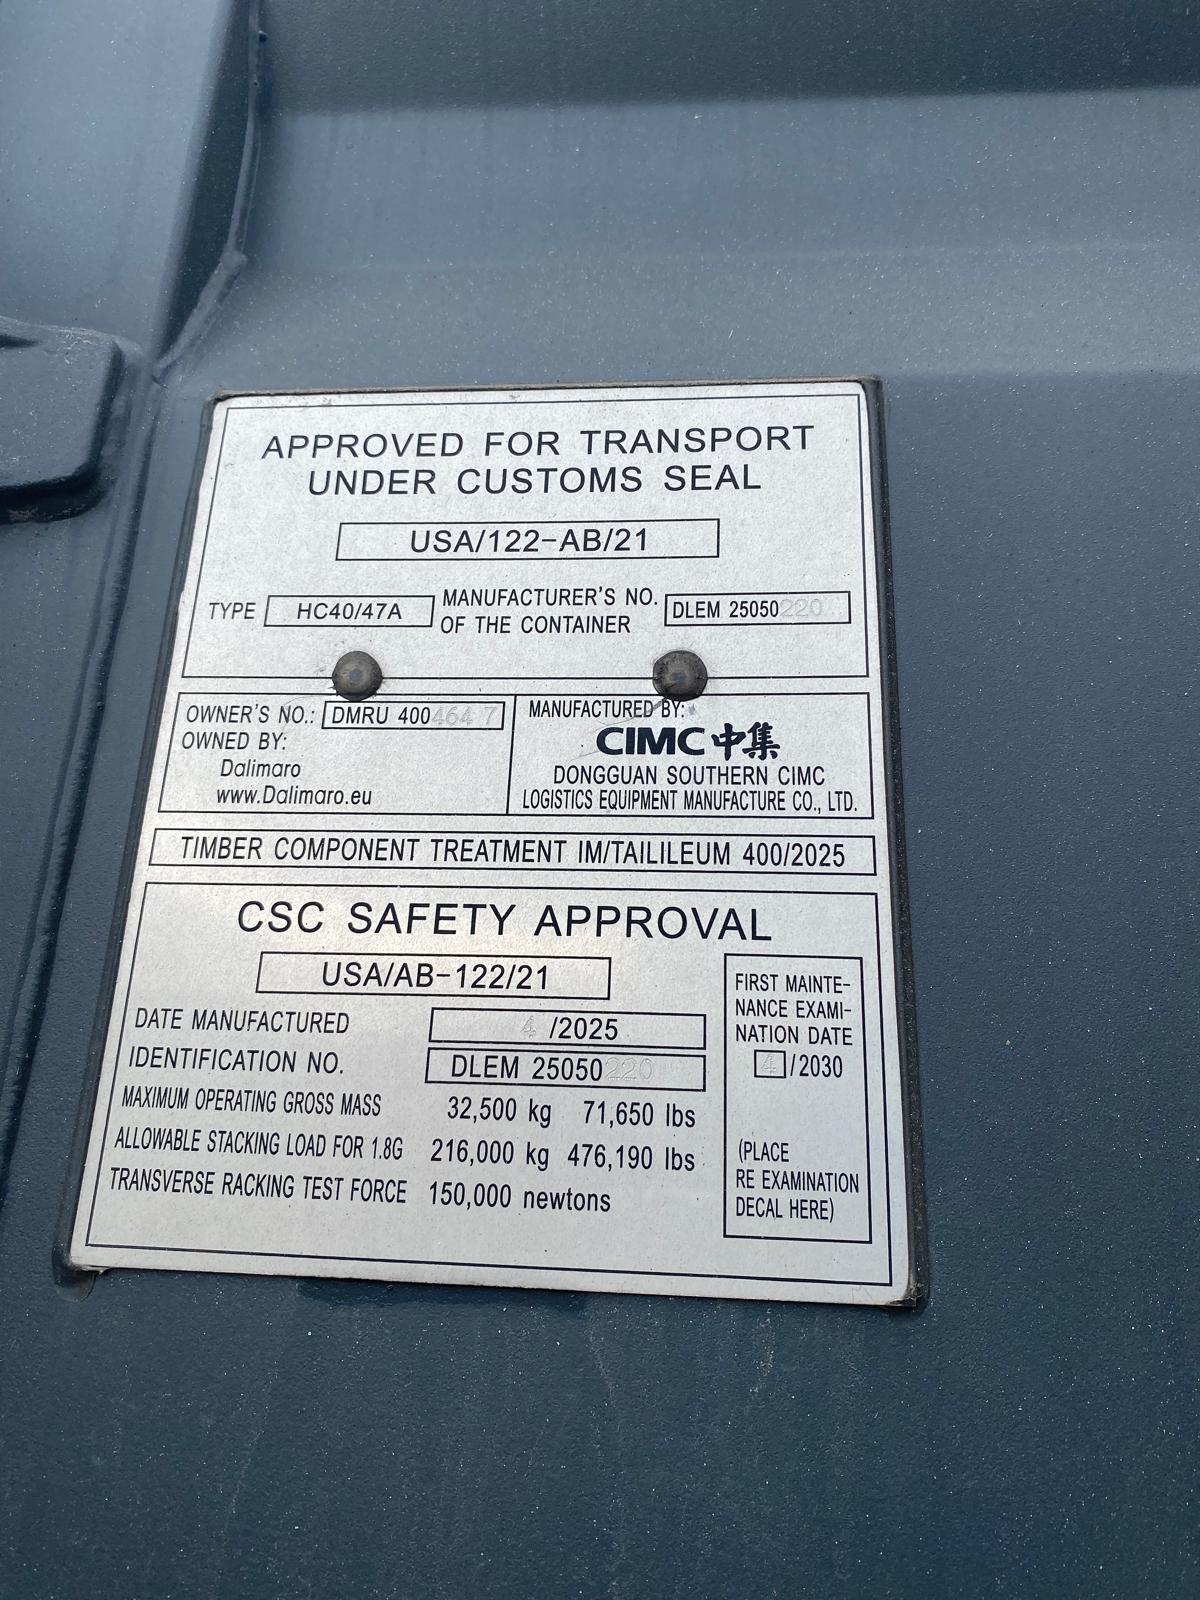 APPROVED FOR TRANSPORT
UNDER CUSTOMS SEAL
USA/122-AB/21
TYPE HC40/47A MANUFACTURER'S NO. OF THE CONTAINER DLEM 25050220
OWNER'S NO.: DMRU 400464 7
OWNED BY:
Dalimaro
www.Dalimaro.eu
MANUFACTURED BY:
CIMC 中集
DONGGUAN SOUTHERN CIMC
LOGISTICS EQUIPMENT MANUFACTURE CO., LTD.
TIMBER COMPONENT TREATMENT IM/TAILILEUM 400/2025
CSC SAFETY APPROVAL
USA/AB-122/21
DATE MANUFACTURED 4 /2025
IDENTIFICATION NO. DLEM 25050220
MAXIMUM OPERATING GROSS MASS 32,500 kg 71,650 lbs
ALLOWABLE STACKING LOAD FOR 1.8G 216,000 kg 476,190 lbs
TRANSVERSE RACKING TEST FORCE 150,000 newtons
FIRST MAINTE-
NANCE EXAMI-
NATION DATE
4/2030
(PLACE
RE EXAMINATION
DECAL HERE)